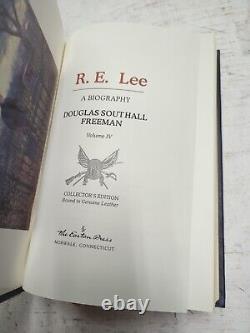 R. E. Lee
A BIOGRAPHY
DOUGLAS SOUTHALL
FREEMAN
Volume IV
COLLECTOR'S EDITION
Bound in Genuine Leather
The Easton Press
NORWALK, CONNECTICUT